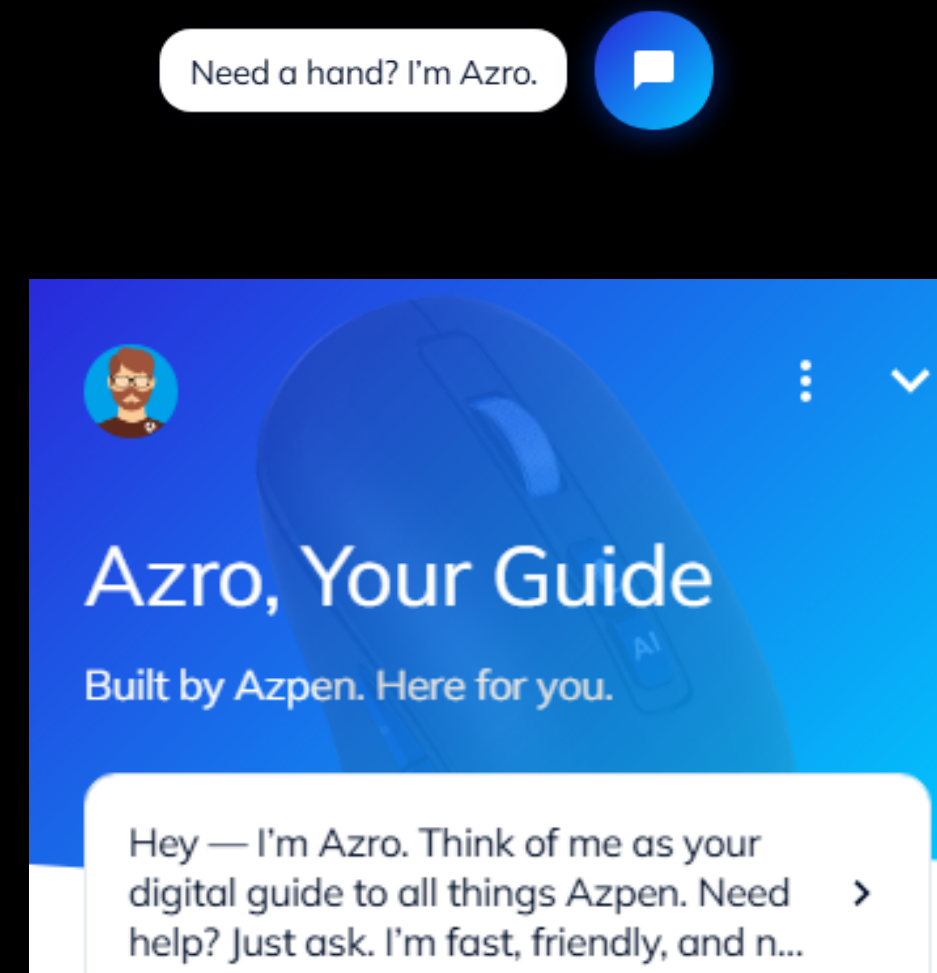 Need a hand? I’m Azro.
Azro, Your Guide
AI
Built by Azpen. Here for you.
Hey — I’m Azro. Think of me as your
digital guide to all things Azpen. Need
help? Just ask. I’m fast, friendly, and n...